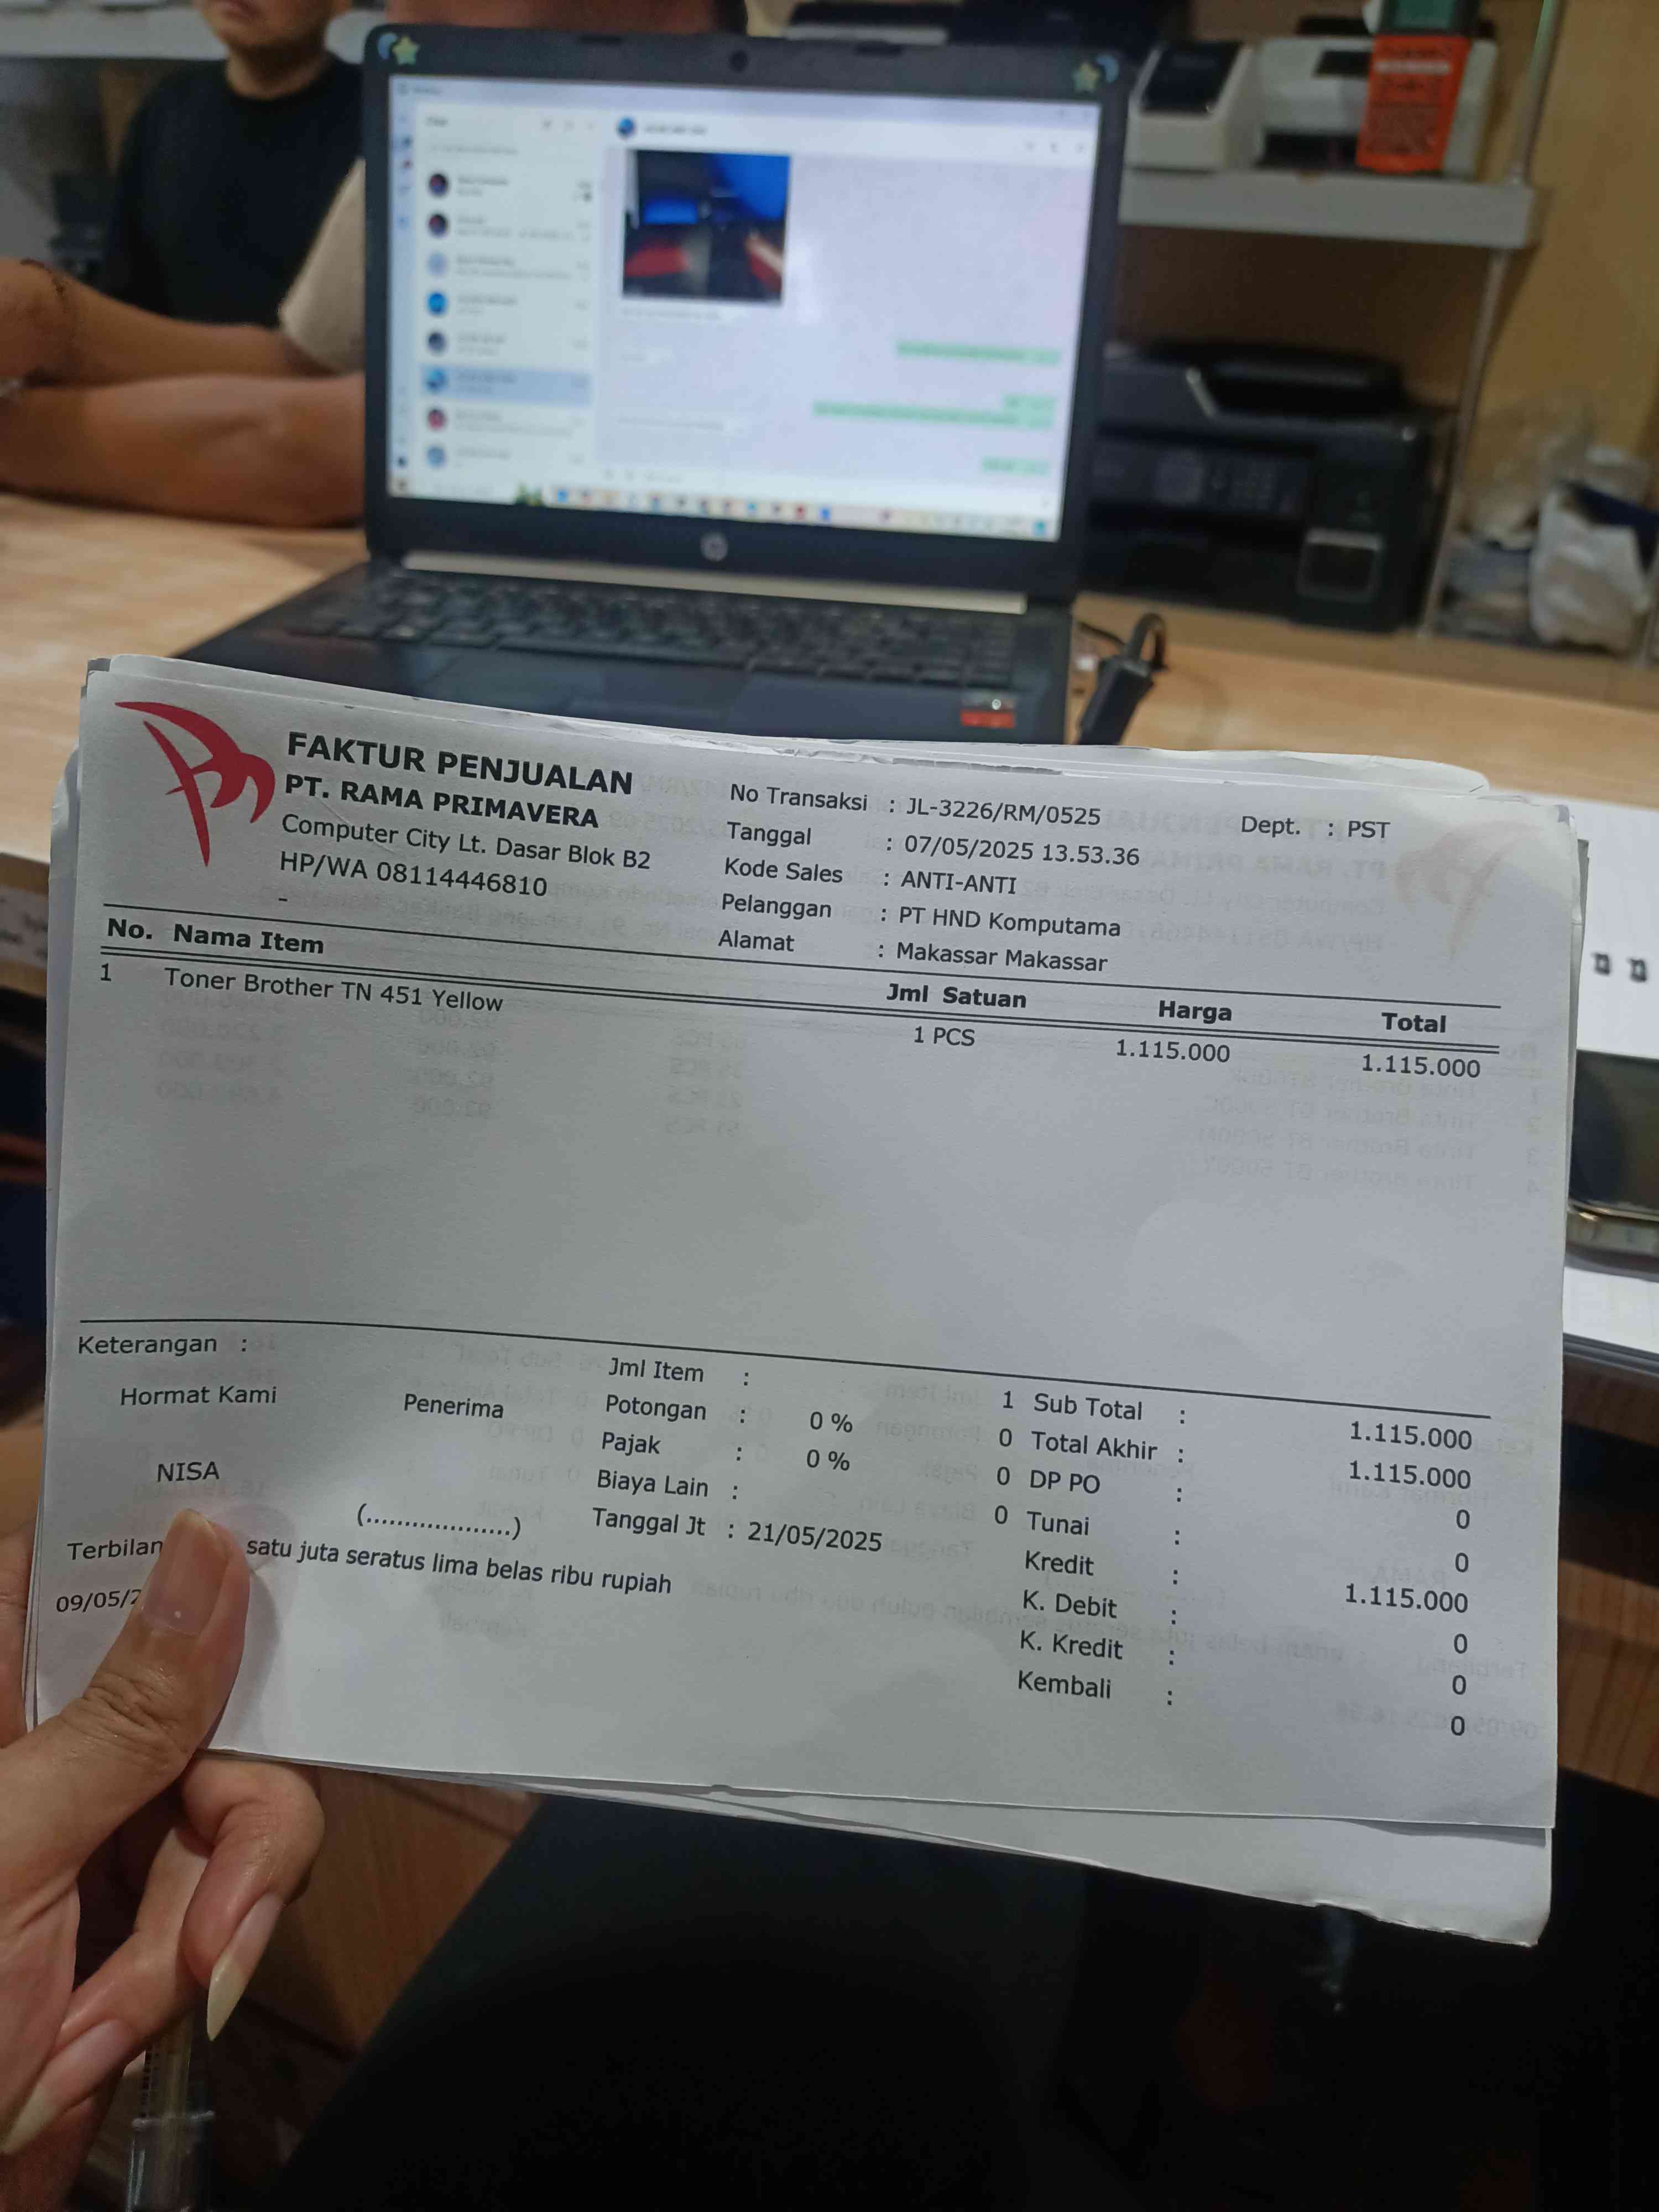 FAKTUR PENJUALAN
PT. RAMA PRIMAVERA
Computer City Lt. Dasar Blok B2
HP/WA 08114446810
-
No Transaksi : JL-3226/RM/0525 Dept. : PST
Tanggal : 07/05/2025 13.53.36
Kode Sales : ANTI-ANTI
Pelanggan : PT HND Komputama
Alamat : Makassar Makassar
No. Nama Item Jml Satuan Harga Total
1 Toner Brother TN 451 Yellow 1 PCS 1.115.000 1.115.000
Keterangan :
Hormat Kami Penerima
NISA (...................)
Jml Item : 1
Potongan : 0 % 0
Pajak : 0 % 0
Biaya Lain : 0
Tanggal Jt : 21/05/2025
Sub Total : 1.115.000
Total Akhir : 1.115.000
DP PO : 0
Tunai : 0
Kredit : 1.115.000
K. Debit : 0
K. Kredit : 0
Kembali : 0
Terbilan satu juta seratus lima belas ribu rupiah
09/05/2